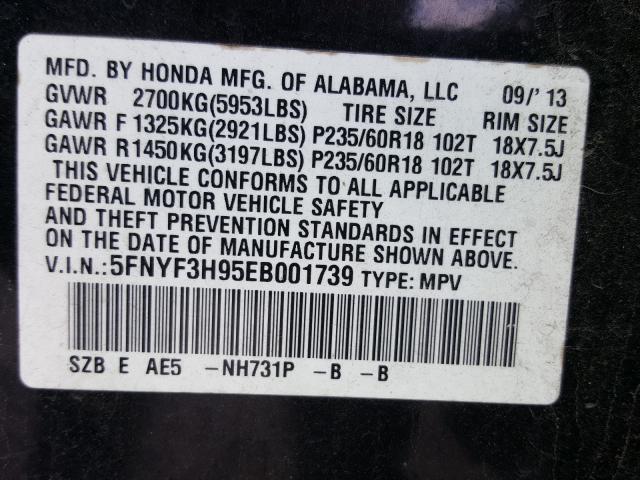 MFD. BY HONDA MFG. OF ALABAMA, LLC 09/' 13
GVWR 2700KG(5953LBS) TIRE SIZE RIM SIZE
GAWR F 1325KG(2921LBS) P235/60R18 102T 18X7.5J
GAWR R1450KG(3197LBS) P235/60R18 102T 18X7.5J
THIS VEHICLE CONFORMS TO ALL APPLICABLE
FEDERAL MOTOR VEHICLE SAFETY
AND THEFT PREVENTION STANDARDS IN EFFECT
ON THE DATE OF MANUFACTURE SHOWN ABOVE.
V.I.N.:5FNYF3H95EB001739 TYPE: MPV
SZB E AE5 -NH731P -B -B